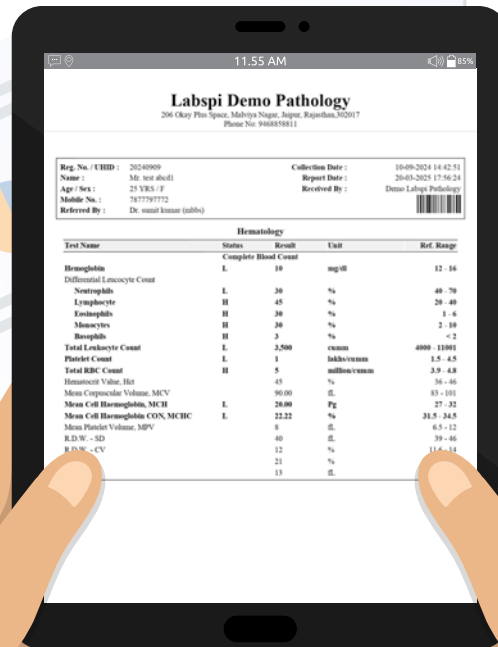 11.55 AM
85%
Labspi Demo Pathology
206 Okay Plus Space, Malviya Nagar, Jaipur, Rajasthan,302017
Phone No: 9468858811
Reg. No. / UHID : 20240909 Collection Date : 10-09-2024 14:42:51
Name : Mr. test abcd1 Report Date : 20-03-2025 17:56:24
Age / Sex : 25 YRS / F Received By : Demo Labspi Pathology
Mobile No. : 7877797772
Referred By : Dr. sumit kumar (mbbs)
Hematology
Test Name Status Result Unit Ref. Range
Complete Blood Count
Hemoglobin L 10 mg/dl 12 - 16
Differential Leucocyte Count
Neutrophils L 30 % 40 - 70
Lymphocyte H 45 % 20 - 40
Eosinophils H 30 % 1 - 6
Monocytes H 30 % 2 - 10
Basophils H 3 % < 2
Total Leukocyte Count L 3,500 cumm 4000 - 11001
Platelet Count L 1 lakhs/cumm 1.5 - 4.5
Total RBC Count H 5 million/cumm 3.9 - 4.8
Hematocrit Value, Hct 45 % 36 - 46
Mean Corpuscular Volume, MCV 90.00 fL 83 - 101
Mean Cell Haemoglobin, MCH L 20.00 Pg 27 - 32
Mean Cell Haemoglobin CON, MCHC L 22.22 % 31.5 - 34.5
Mean Platelet Volume, MPV 8 fL 6.5 - 12
R.D.W. - SD 40 fL 39 - 46
R.D.W. - CV 12 % 11.6 - 14
21 %
13 fL